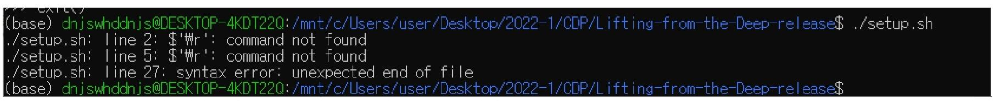 >>> exit()
(base) dnjswhddnjs@DESKTOP-4KDT22Q:/mnt/c/Users/user/Desktop/2022-1/CDP/Lifting-from-the-Deep-release$ ./setup.sh
./setup.sh: line 2: $'₩r': command not found
./setup.sh: line 5: $'₩r': command not found
./setup.sh: line 27: syntax error: unexpected end of file
(base) dnjswhddnjs@DESKTOP-4KDT22Q:/mnt/c/Users/user/Desktop/2022-1/CDP/Lifting-from-the-Deep-release$